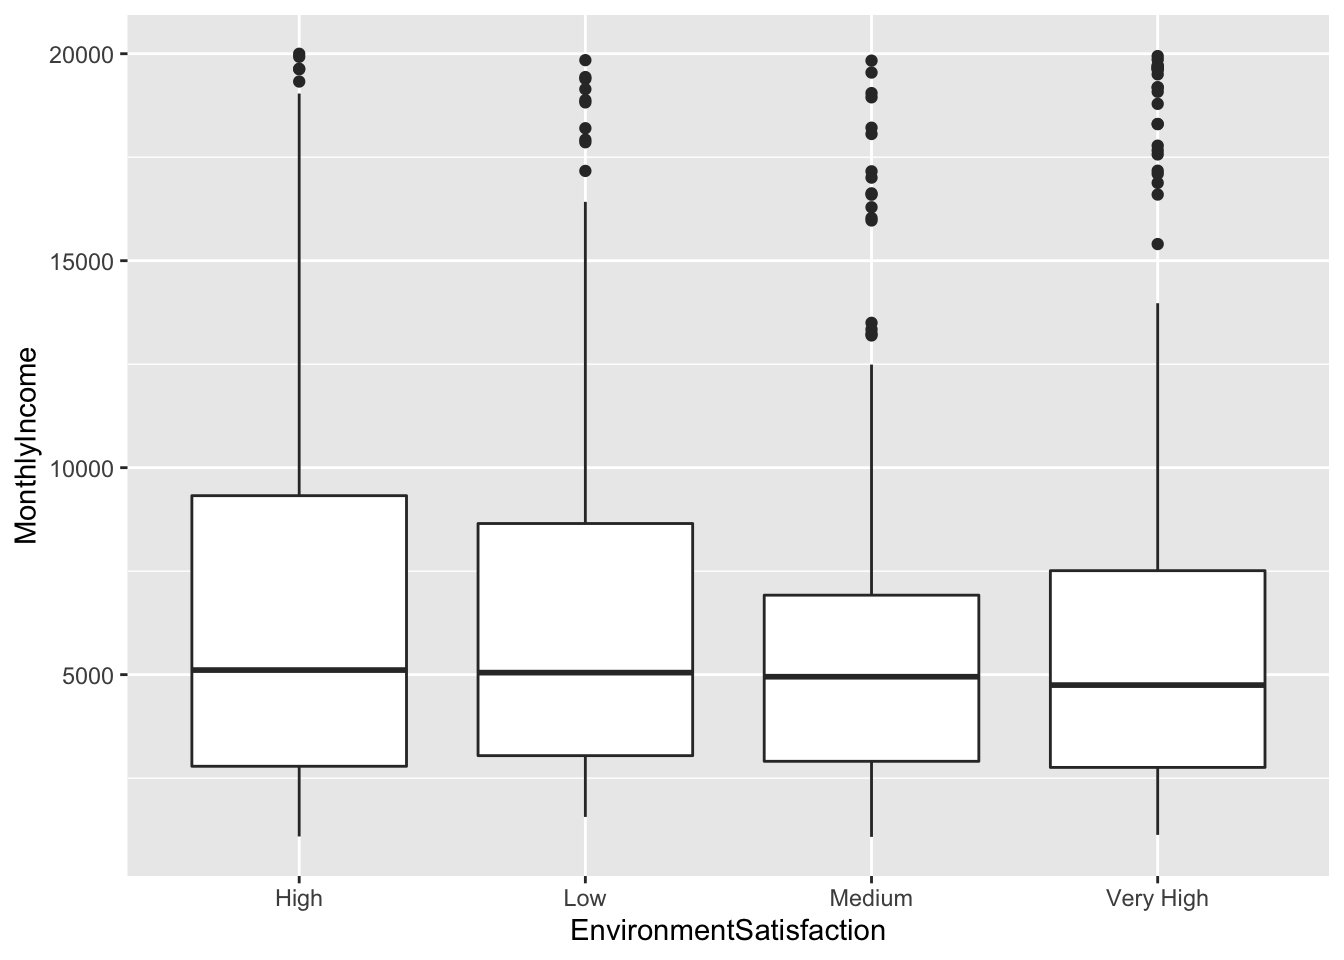 20000
15000
10000
5000
MonthlyIncome
High
Low
Medium
Very High
EnvironmentSatisfaction